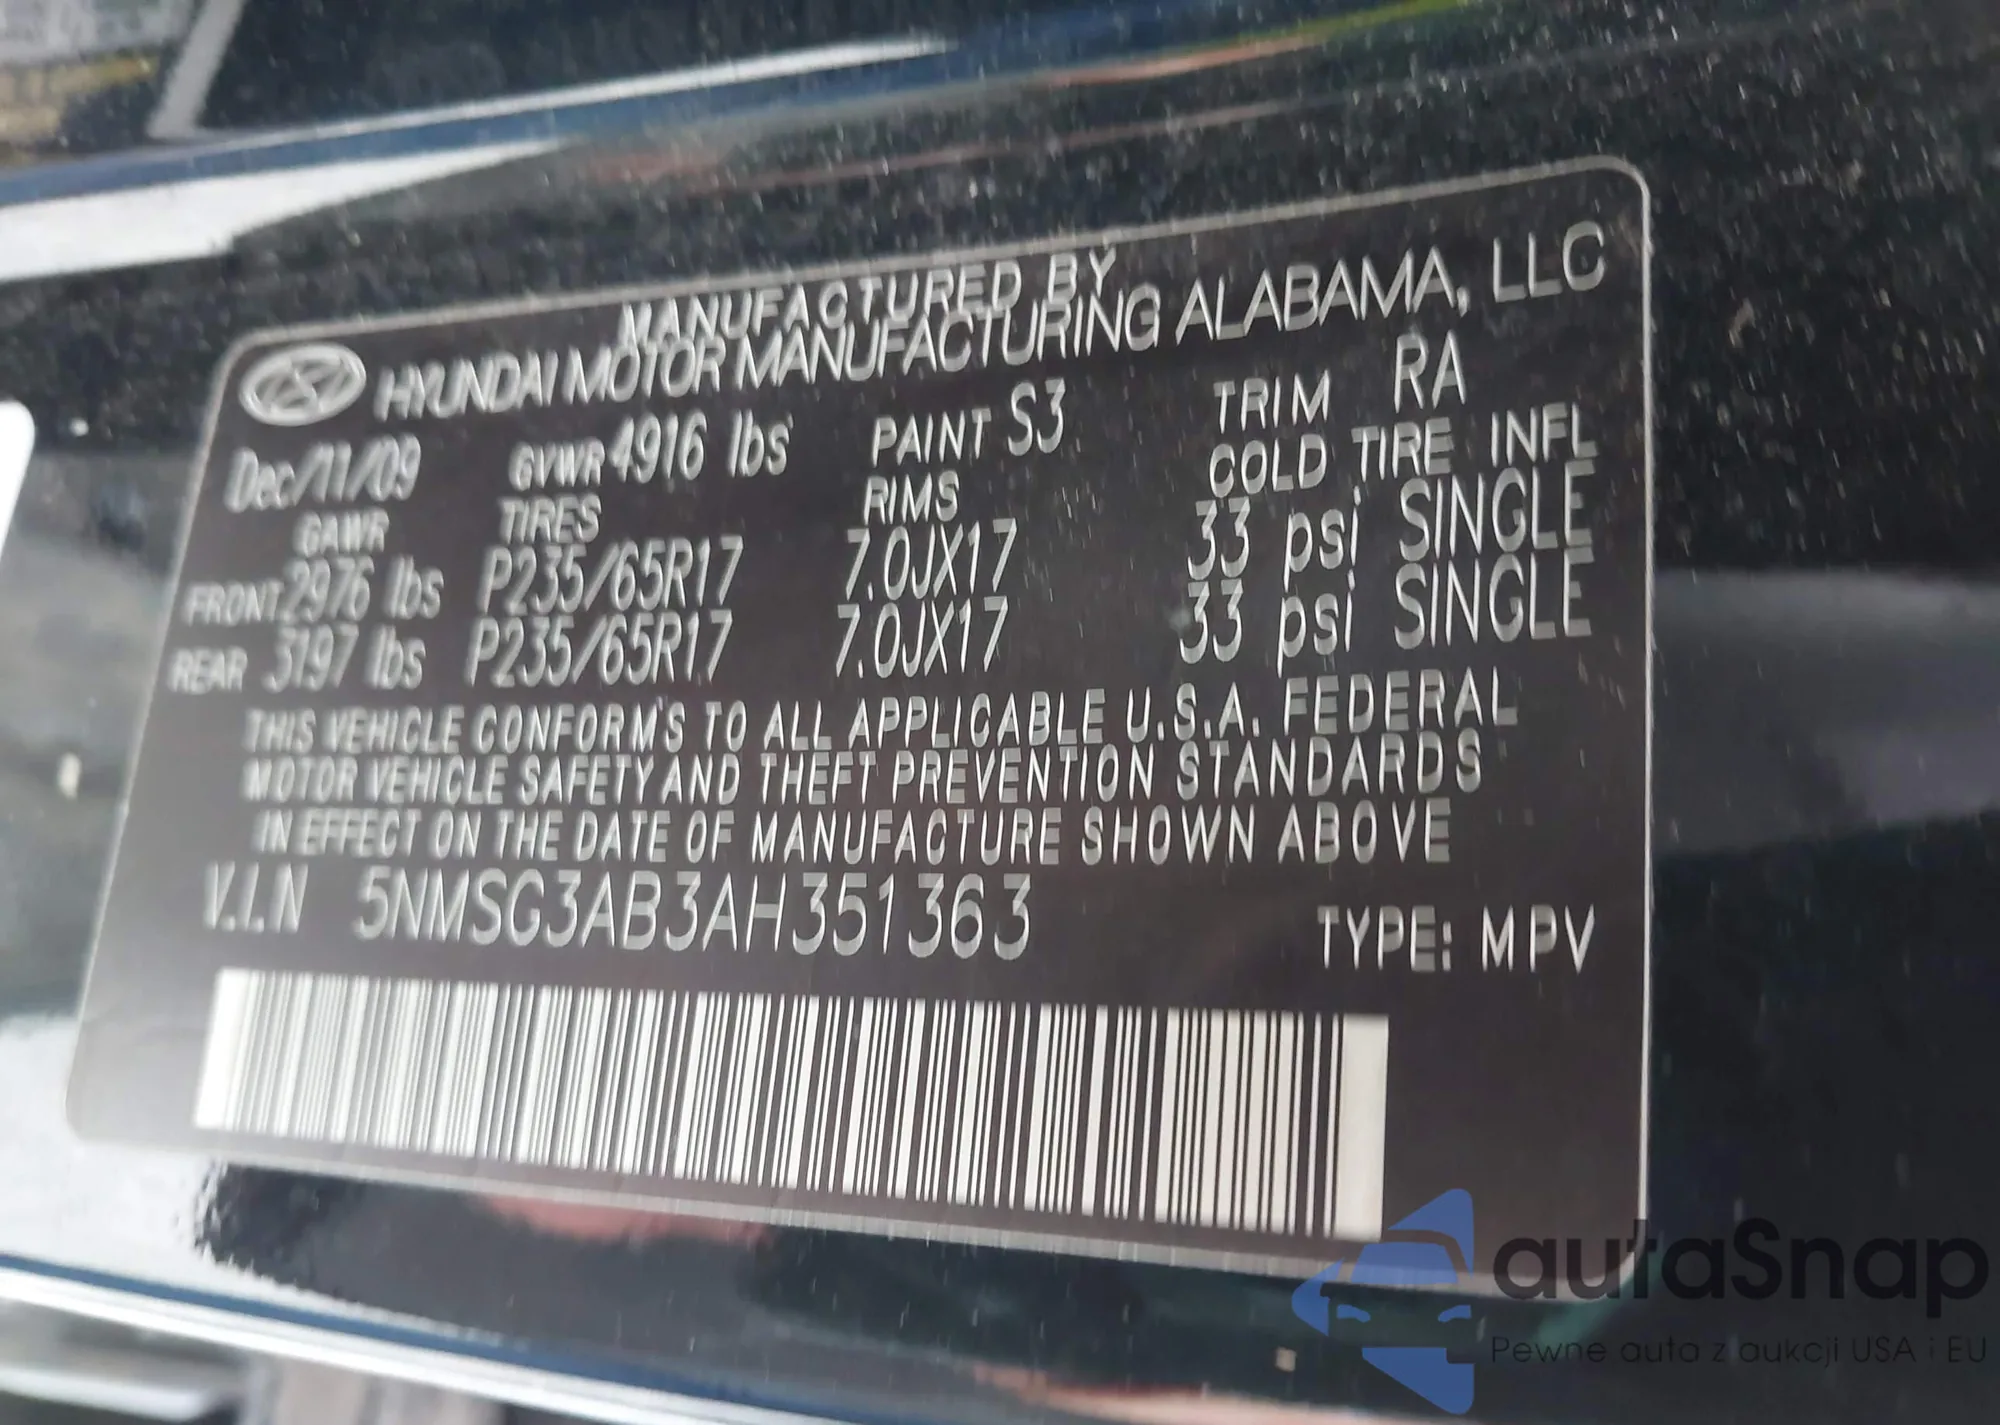 MANUFACTURED BY
HYUNDAI MOTOR MANUFACTURING ALABAMA, LLC
Dec/11/09 GVWR 4916 lbs PAINT S3 TRIM RA
GAWR TIRES RIMS COLD TIRE INFL
FRONT 2976 lbs P235/65R17 7.0JX17 33 psi SINGLE
REAR 3197 lbs P235/65R17 7.0JX17 33 psi SINGLE
THIS VEHICLE CONFORMS TO ALL APPLICABLE U.S.A. FEDERAL
MOTOR VEHICLE SAFETY AND THEFT PREVENTION STANDARDS
IN EFFECT ON THE DATE OF MANUFACTURE SHOWN ABOVE
V.I.N 5NMSG3AB3AH351363 TYPE: MPV
autaSnap
Pewne auta z aukcji USA i EU